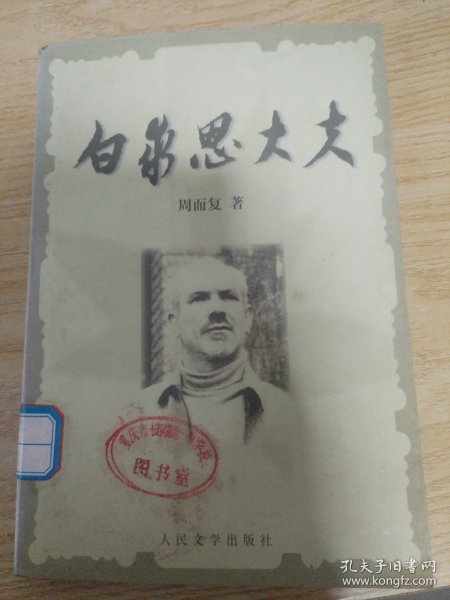 白求恩大夫
周而复 著
图书室
人民文学出版社
孔夫子旧书网
www.kongfz.com